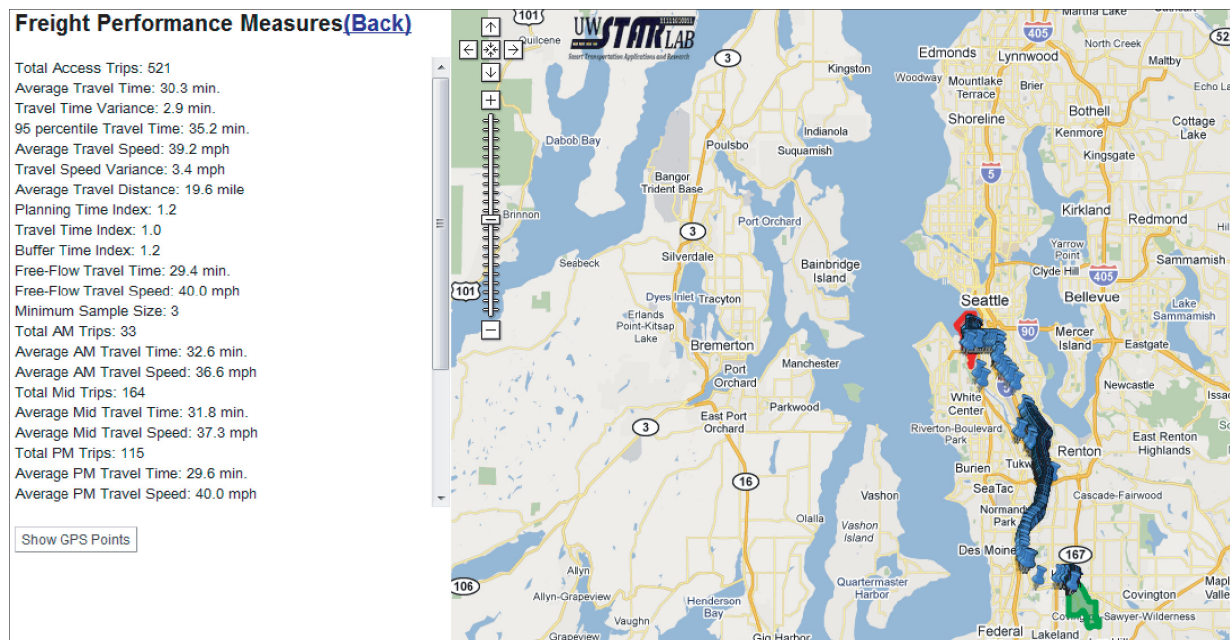 Freight Performance Measures(Back)
Total Access Trips: 521
Average Travel Time: 30.3 min.
Travel Time Variance: 2.9 min.
95 percentile Travel Time: 35.2 min.
Average Travel Speed: 39.2 mph
Travel Speed Variance: 3.4 mph
Average Travel Distance: 19.6 mile
Planning Time Index: 1.2
Travel Time Index: 1.0
Buffer Time Index: 1.2
Free-Flow Travel Time: 29.4 min.
Free-Flow Travel Speed: 40.0 mph
Minimum Sample Size: 3
Total AM Trips: 33
Average AM Travel Time: 32.6 min.
Average AM Travel Speed: 36.6 mph
Total Mid Trips: 164
Average Mid Travel Time: 31.8 min.
Average Mid Travel Speed: 37.3 mph
Total PM Trips: 115
Average PM Travel Time: 29.6 min.
Average PM Travel Speed: 40.0 mph
Show GPS Points
101
Quilcene
UW STAR LAB
Smart Transportation Applications and Research
Martha Lake
405
North Creek
Maltby
Echo L
Edmonds
Lynnwood
3
Kingston
Woodway
Mountlake
Terrace
Brier
Bothell
Shoreline
Kenmore
Cottage
Lake
Dabob Bay
Indianola
Poulsbo
Suquamish
Kingsgate
5
Bangor
Trident Base
Brinnon
Port Orchard
Kirkland
Redmond
3
Silverdale
Seabeck
Bainbridge
Island
Yarrow
Point
Clyde Hill
405
Sammamish
101
Dyes Inlet
Tracyton
Seattle
Bellevue
Lake
Sammamish
Erlands
Point-Kitsap
Lake
Bremerton
90
Mercer
Island
Eastgate
Port
Orchard
Manchester
Newcastle
White
Center
Parkwood
East Port
Orchard
3
Riverton-Boulevard
Park
Renton
East Renton
Highlands
Burien
Tukw
16
SeaTac
Cascade-Fairwood
Vashon
Normandy
Park
Olalla
Vashon
Island
Des Moine
167
106
Allyn
Allyn-Grapeview
Quartermaster
Harbor
Covington
Maple
Valley
Henderson
Bay
Vaughn
Sawyer-Wilderness
Grapeview
Gig Harbor
Federal
Lakeland